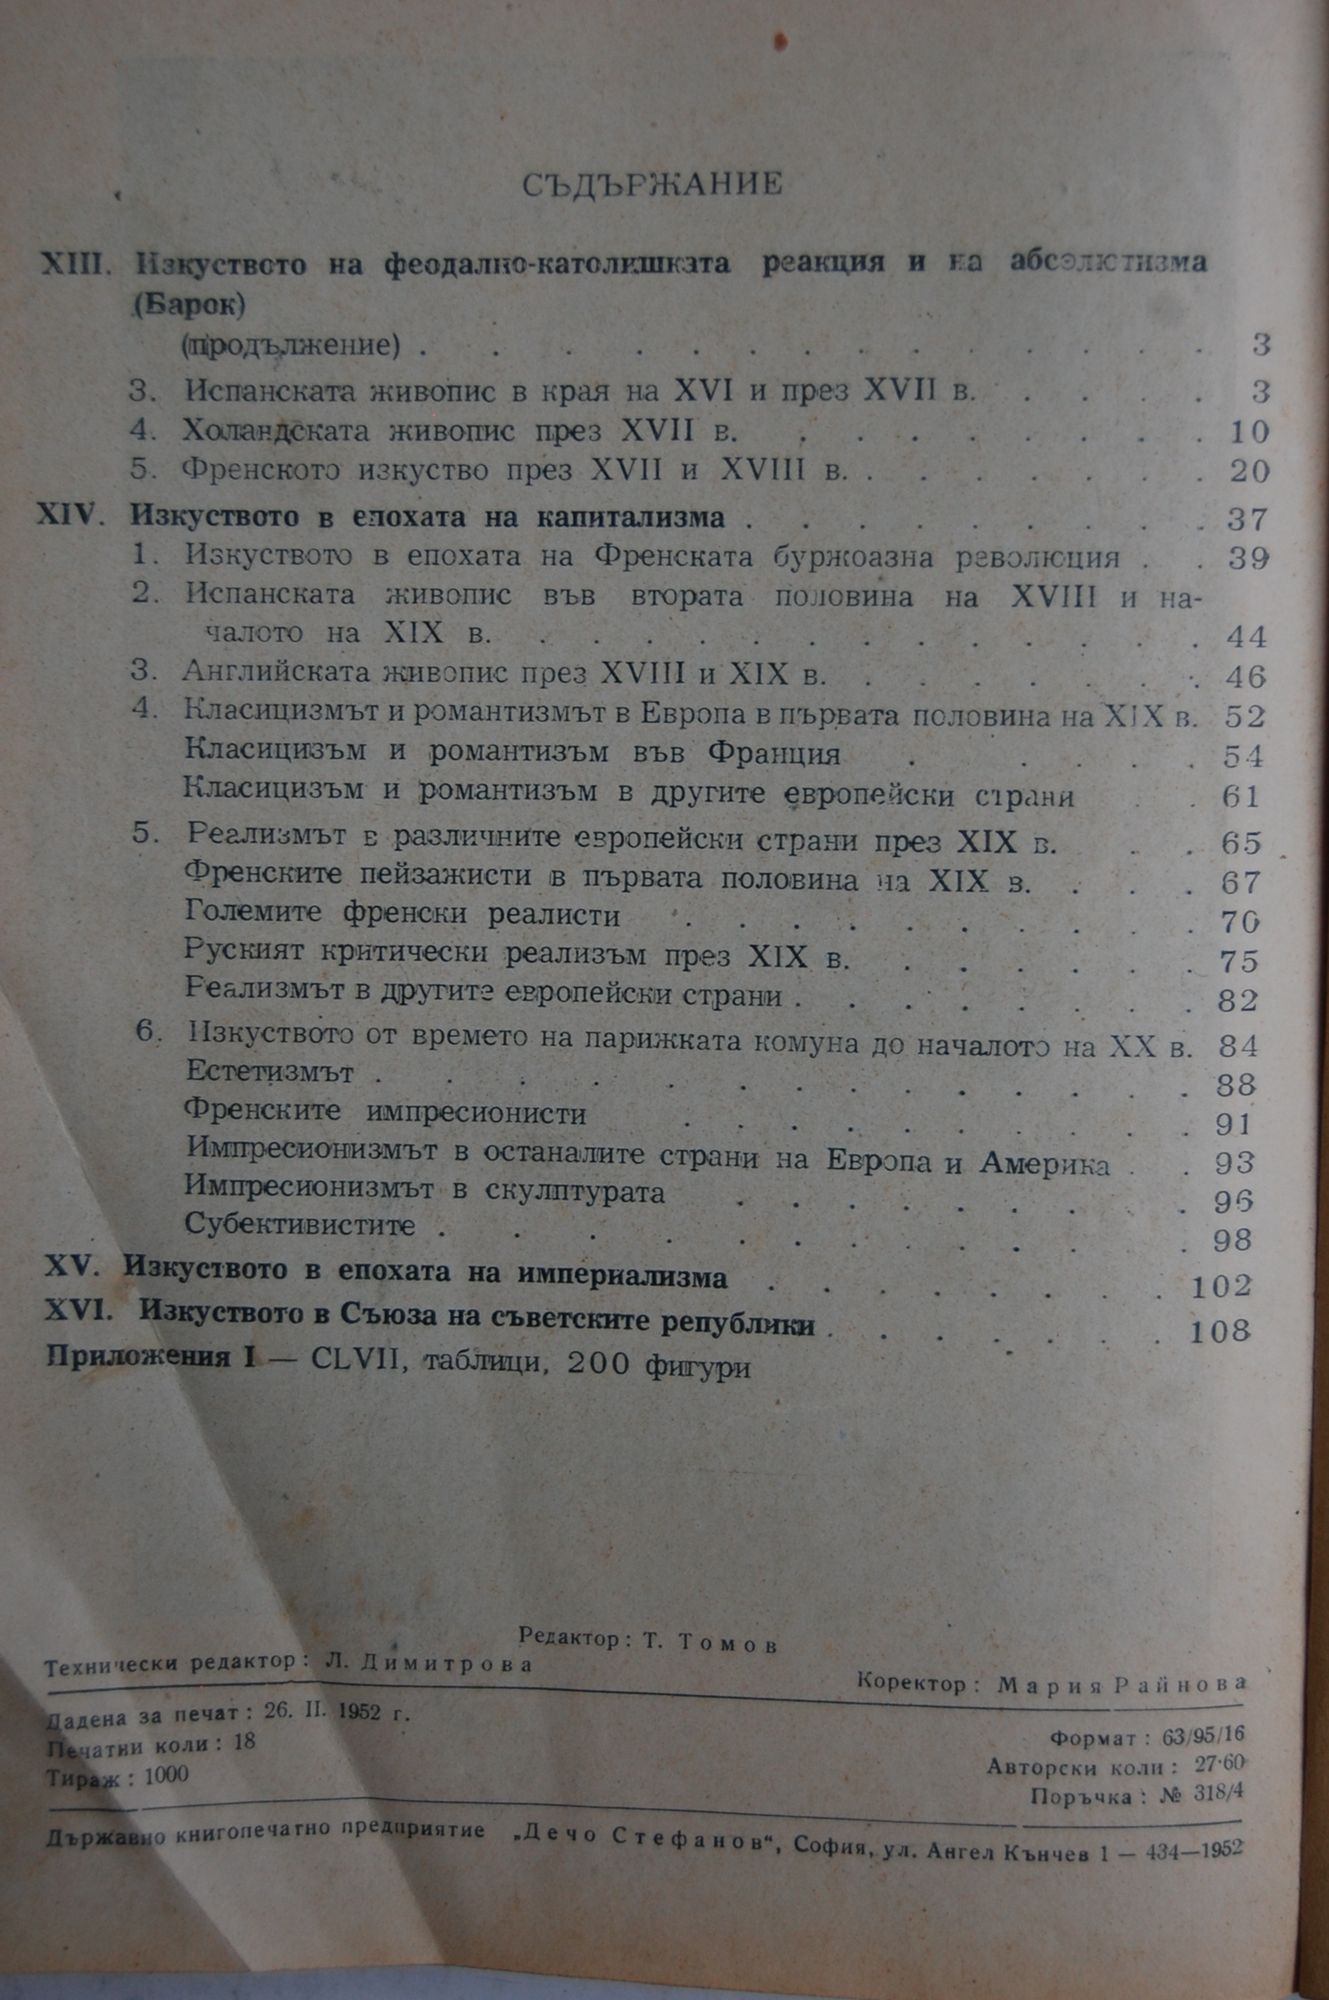 СЪДЪРЖАНИЕ
XIII. Изкуството на феодално-католишката реакция и на абсолютизма
(Барок)
(продължение) . . . . . . . . . . . . 3
3. Испанската живопис в края на XVI и през XVII в. . . . . . 3
4. Холандската живопис през XVII в. . . . . . . . . 10
5. Френското изкуство през XVII и XVIII в. . . . . . . . 20
XIV. Изкуството в епохата на капитализма . . . . . . . . . 37
1. Изкуството в епохата на Френската буржоазна революция . . 39
2. Испанската живопис във втората половина на XVIII и на-
чалото на XIX в. . . . . . . . . . . . . 44
3. Английската живопис през XVIII и XIX в. . . . . . . . 46
4. Класицизмът и романтизмът в Европа в първата половина на XIX в. 52
Класицизъм и романтизъм във Франция . . . . . 54
Класицизъм и романтизъм в другите европейски страни . . 61
5. Реализмът в различните европейски страни през XIX в. . . 65
Френските пейзажисти в първата половина на XIX в. . . . 67
Големите френски реалисти . . . . . . . . . . 70
Руският критически реализъм през XIX в. . . . . . . 75
Реализмът в другите европейски страни . . . . . . . . 82
6. Изкуството от времето на парижката комуна до началото на XX в. 84
Естетизмът . . . . . . . . . . . . . 88
Френските импресионисти . . . . . . . . . 91
Импресионизмът в останалите страни на Европа и Америка . . 93
Импресионизмът в скулптурата . . . . . . . . 96
Субективистите . . . . . . . . . . . 98
XV. Изкуството в епохата на империализма . . . . . . . . 102
XVI. Изкуството в Съюза на съветските републики . . . . . . . 108
Приложения I — CLVII, таблици, 200 фигури
Редактор: Т. Томов
Технически редактор: Л. Димитрова
Коректор: Мария Райнова
Дадена за печат: 26. II. 1952 г.
Формат: 63/95/16
Печатни коли: 18
Авторски коли: 27·60
Тираж: 1000
Поръчка: № 318/4
Държавно книгопечатно предприятие „Дечо Стефанов“, София, ул. Ангел Кънчев 1 — 434—1952